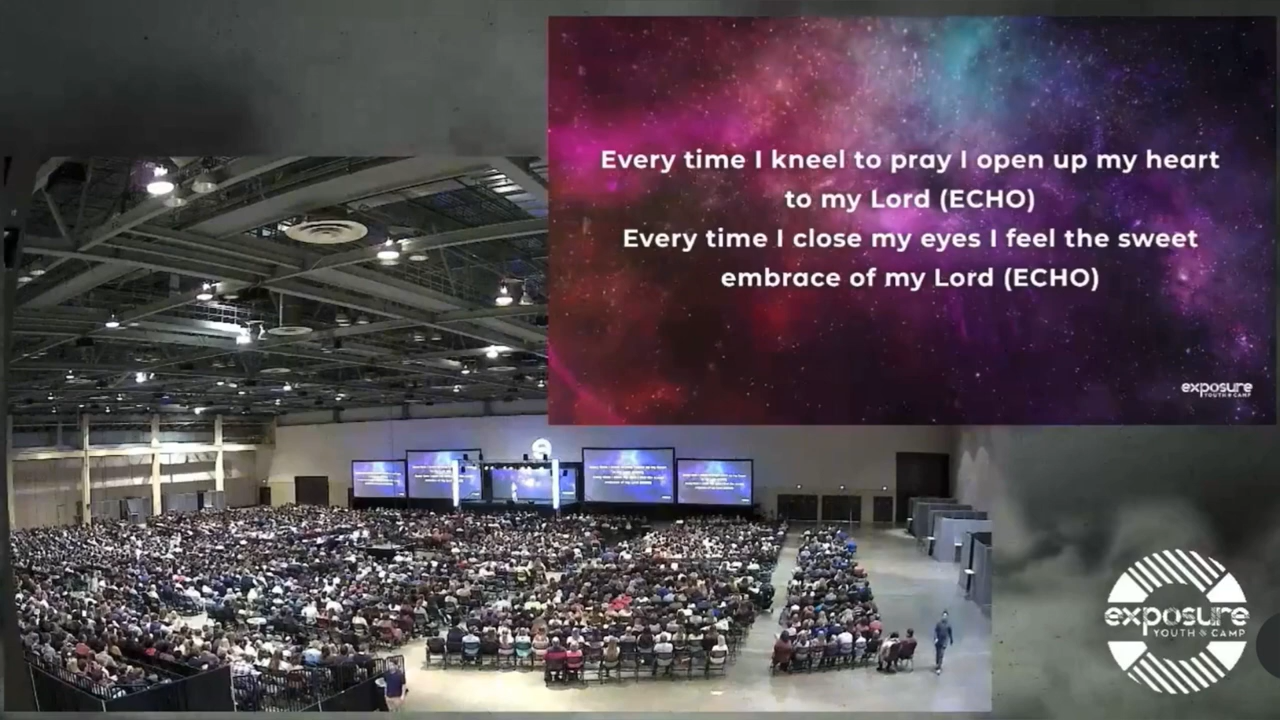 Every time I kneel to pray I open up my heart
to my Lord (ECHO)
Every time I close my eyes I feel the sweet
embrace of my Lord (ECHO)
exposure
YOUTH CAMP
exposure
YOUTH CAMP